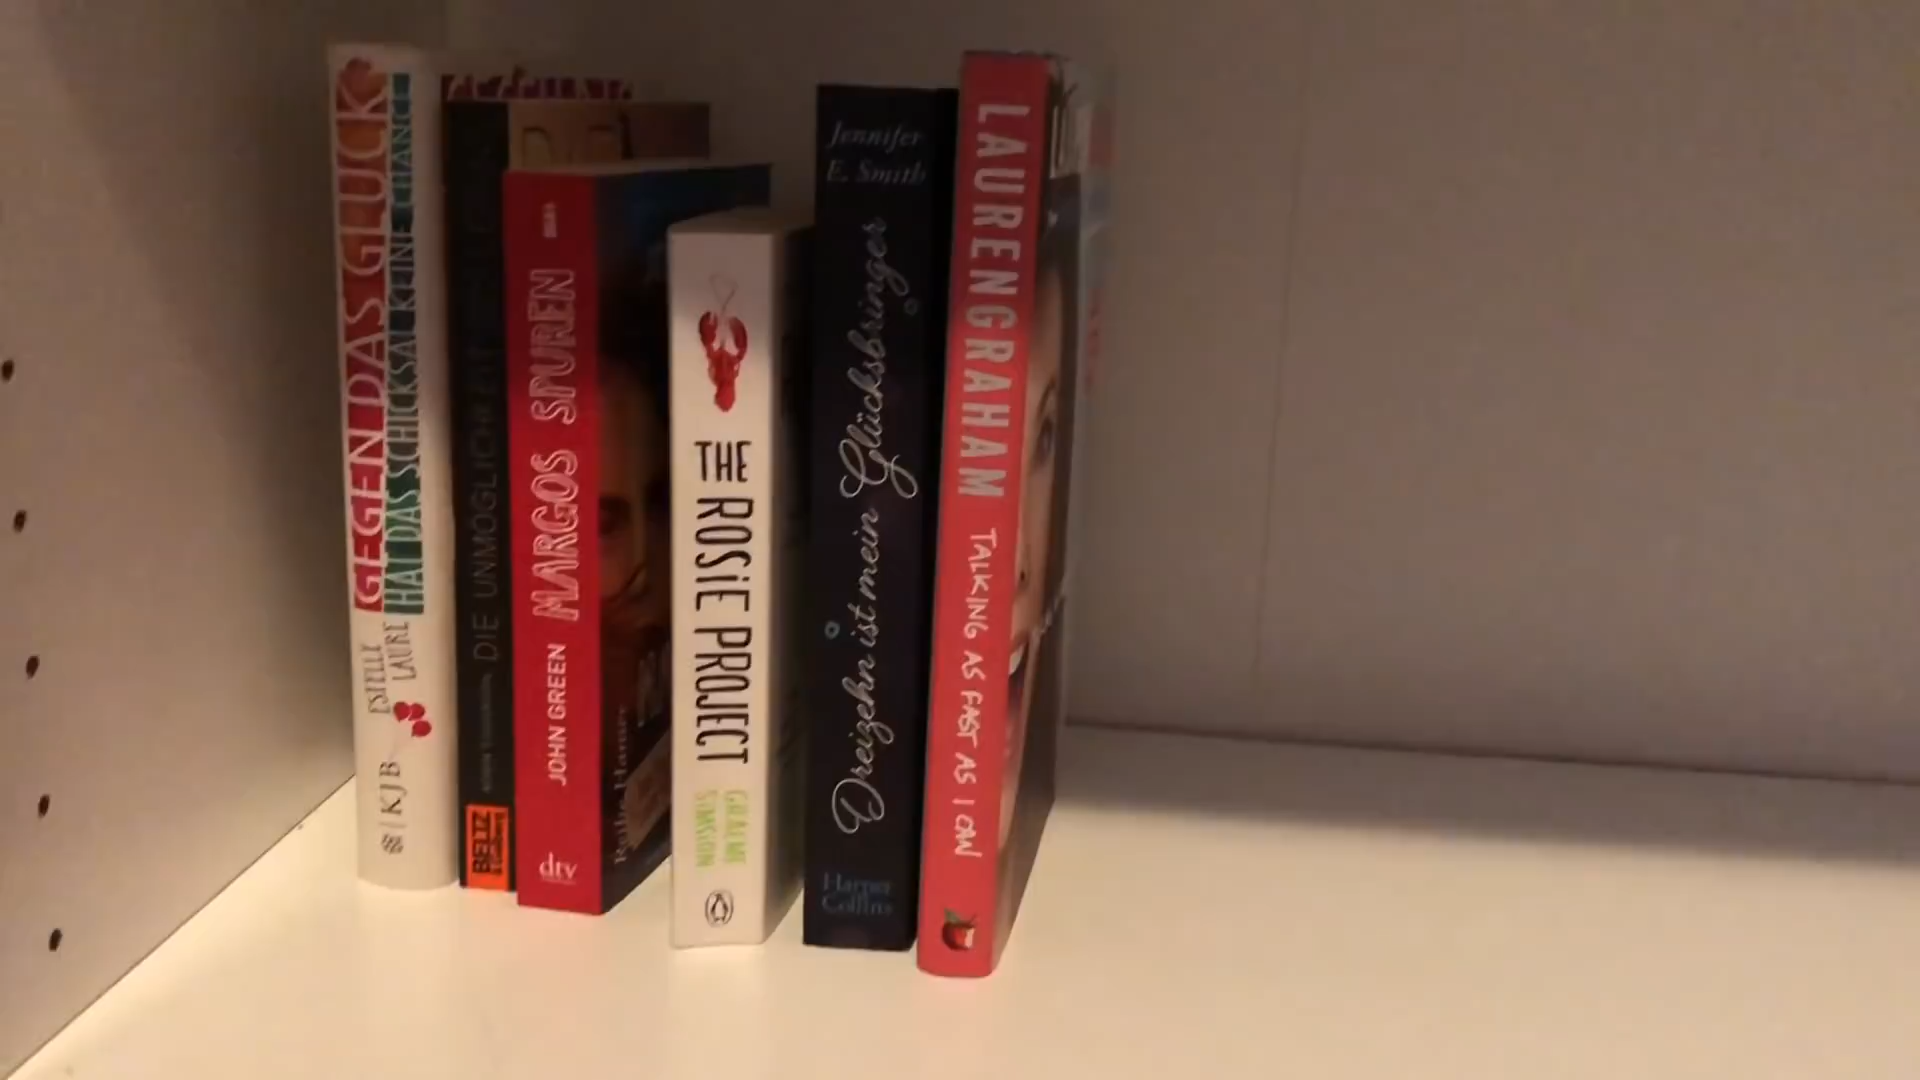 GEGEN DAS GLÜCK
HAT DAS SCHICKSAL KEINE CHANCE
ESTELLE
LAURE
KJB
DIE UNMÖGLICHKEIT
BELTZ
JOHN GREEN MARGOS SPUREN
dtv
THE ROSIE PROJECT
GRAEME
SIMSION
Jennifer
E. Smith
Dreizehn ist mein Glücksbringer
Harper
Collins
LAUREN GRAHAM TALKING AS FAST AS I CAN